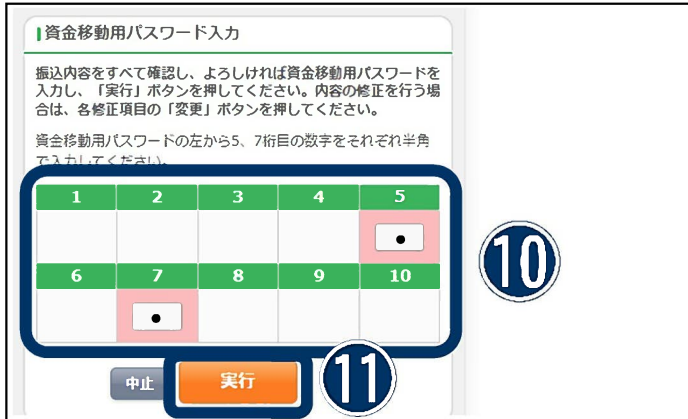 資金移動用パスワード入力
振込内容をすべて確認し、よろしければ資金移動用パスワードを
入力し、「実行」ボタンを押してください。内容の修正を行う場
合は、各修正項目の「変更」ボタンを押してください。
資金移動用パスワードの左から5、7桁目の数字をそれぞれ半角
で入力してください。
1 2 3 4 5
●
⑩
6 7 8 9 10
●
中止 実行 ⑪